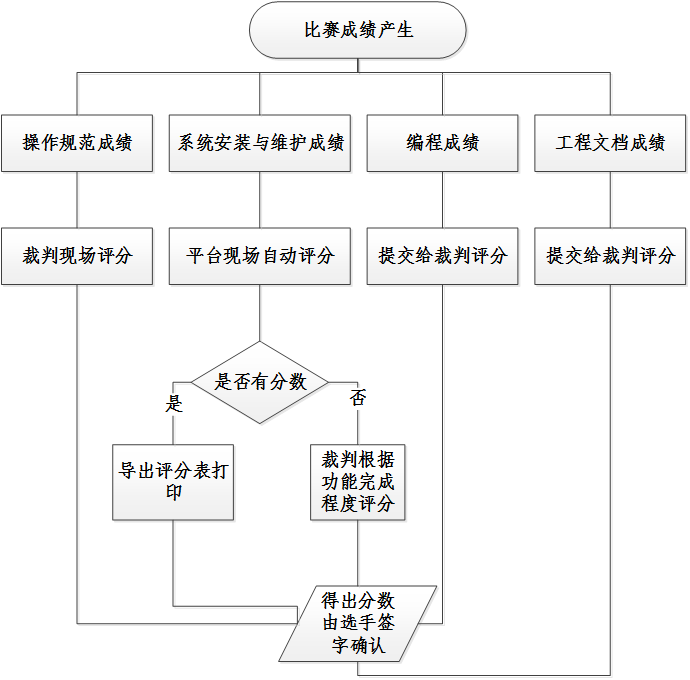 比赛成绩产生
操作规范成绩
系统安装与维护成绩
编程成绩
工程文档成绩
裁判现场评分
平台现场自动评分
提交给裁判评分
提交给裁判评分
是否有分数
是
否
导出评分表打
印
裁判根据
功能完成
程度评分
得出分数
由选手签
字确认